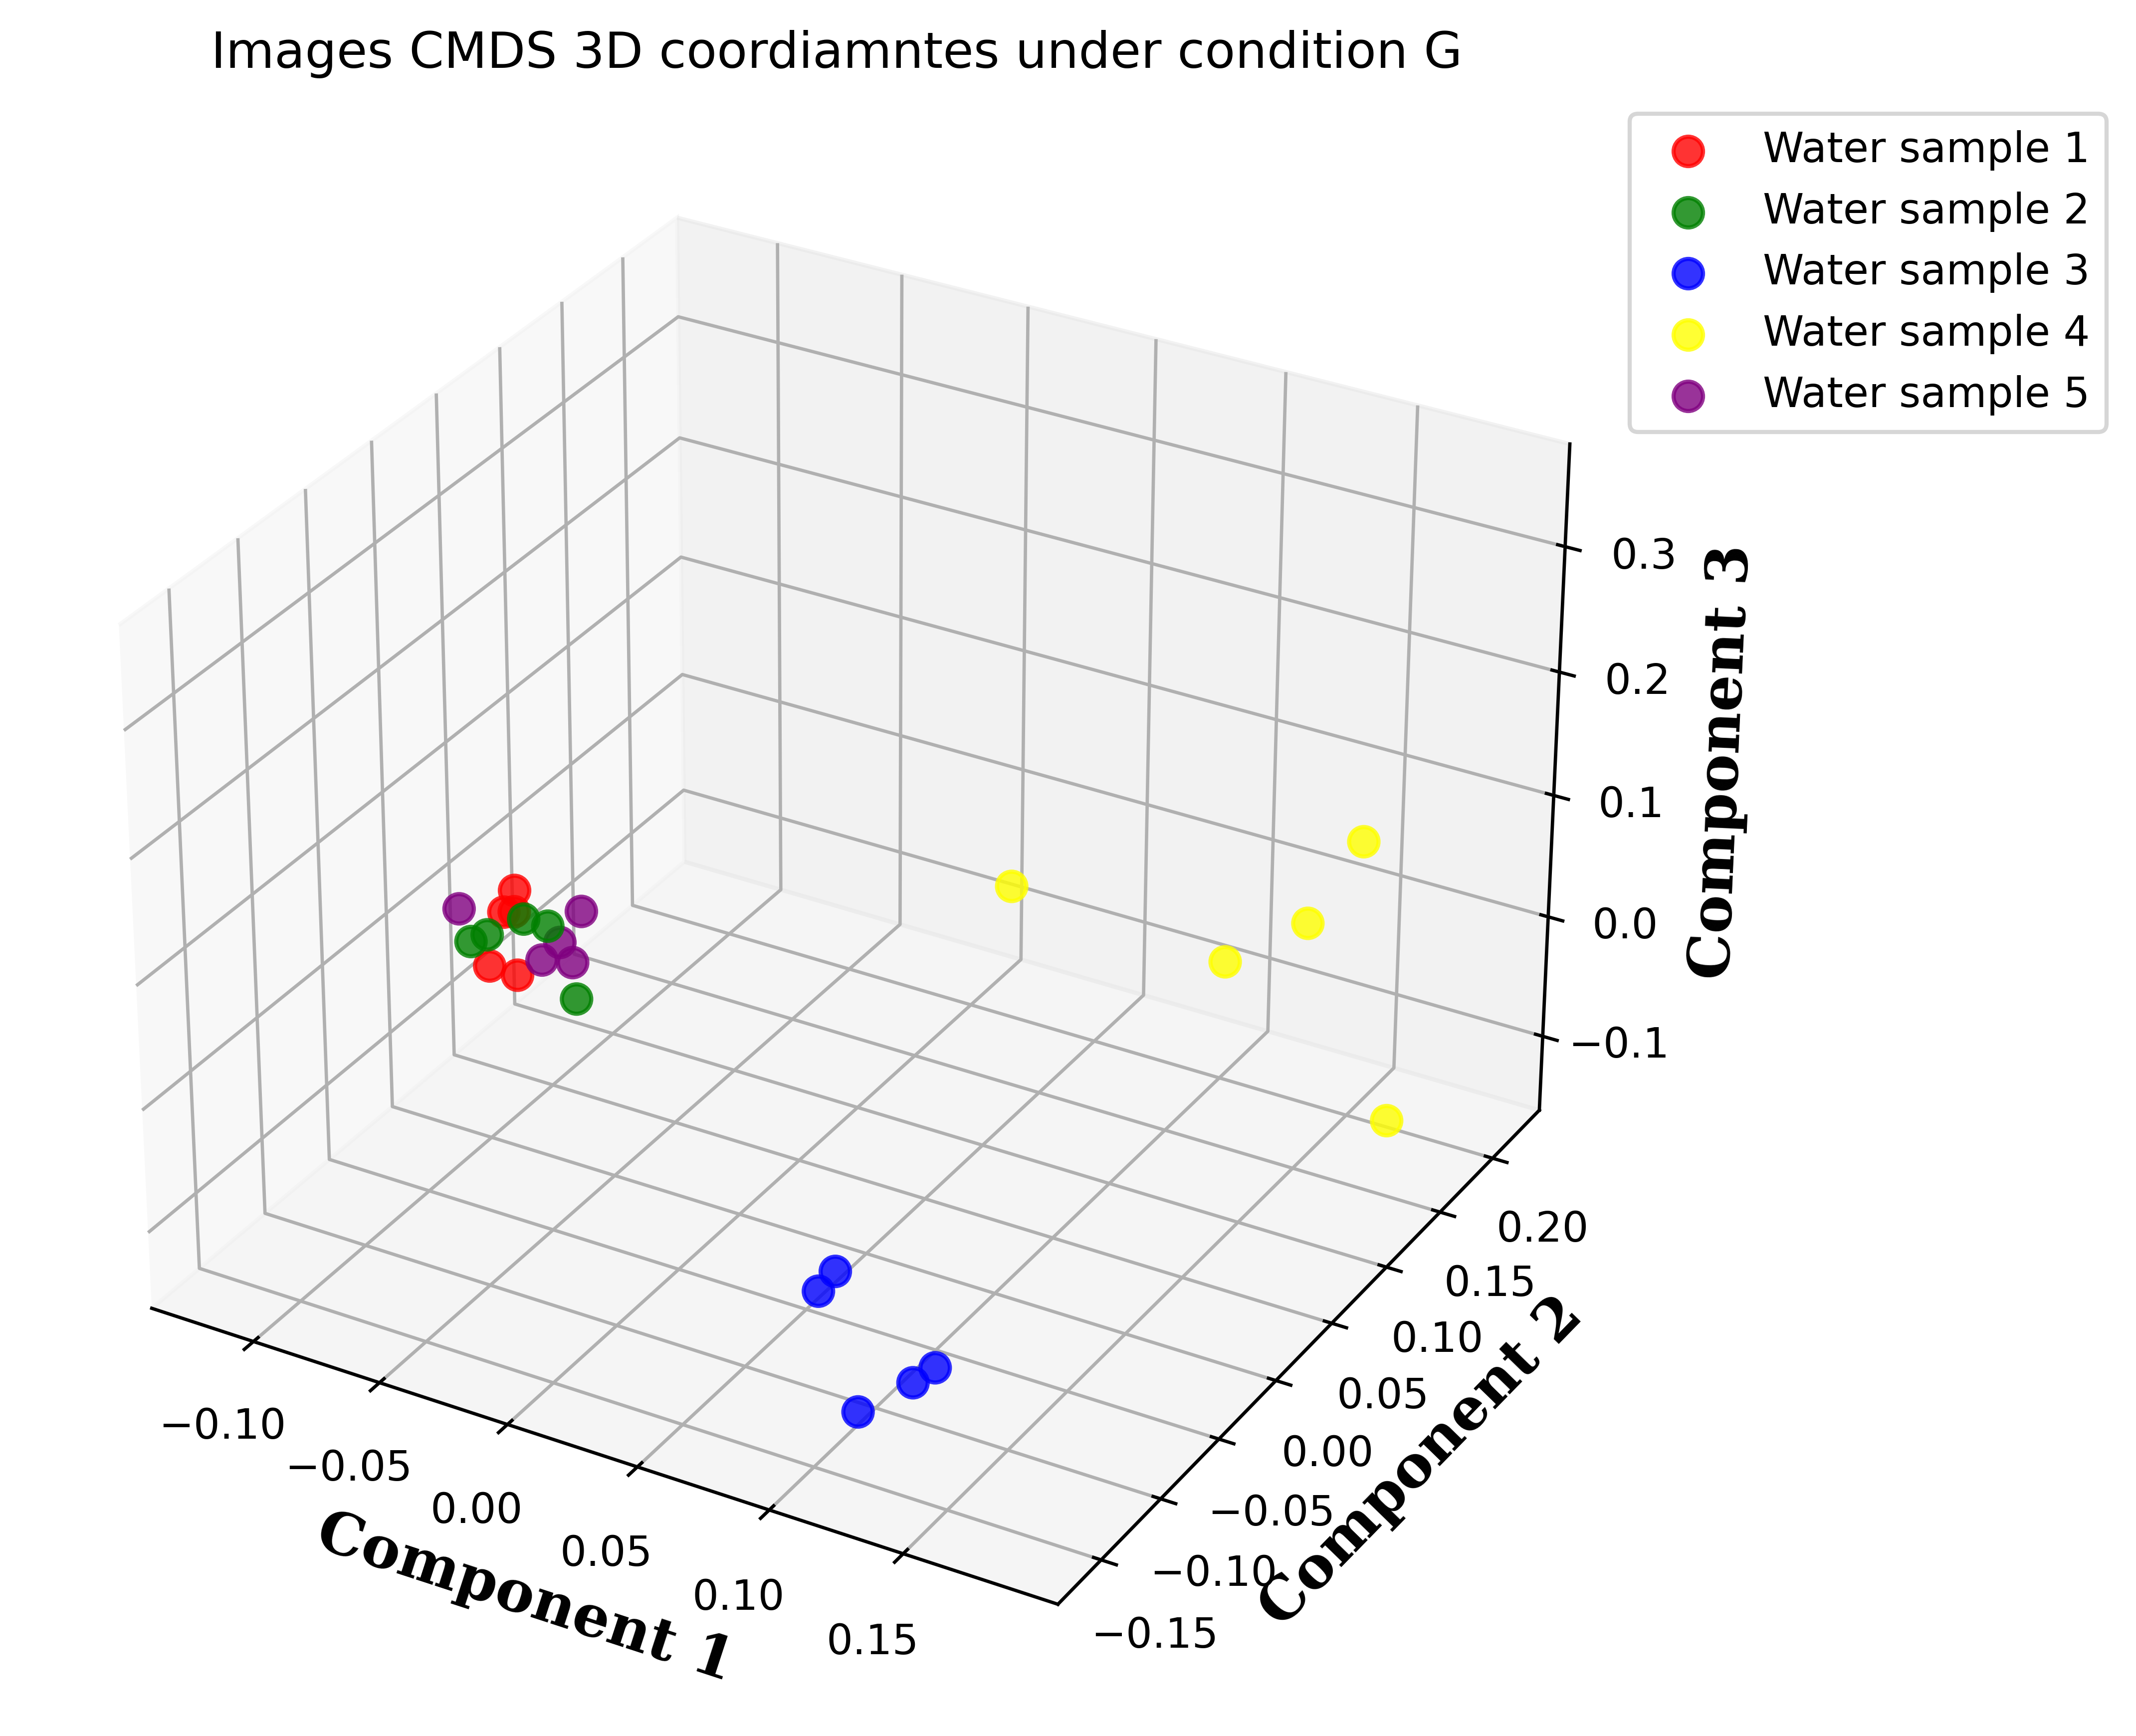 Images CMDS 3D coordiamntes under condition G
Water sample 1
Water sample 2
Water sample 3
Water sample 4
Water sample 5
0.3
0.2
0.1
0.0
−0.1
Component 3
0.20
0.15
0.10
0.05
0.00
−0.05
−0.10
−0.15
Component 2
−0.10
−0.05
0.00
0.05
0.10
0.15
Component 1